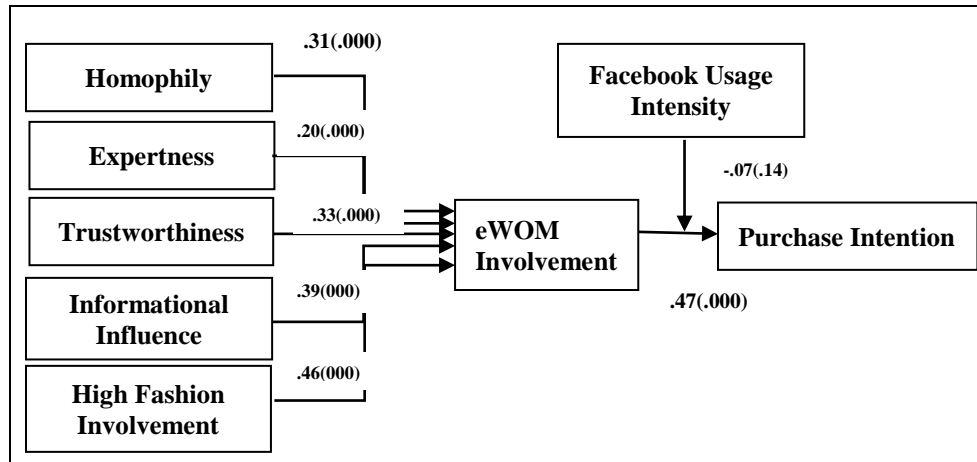 .31(.000)
Homophily
Facebook Usage
Intensity
.20(.000)
Expertness
-.07(.14)
.33(.000)
Trustworthiness
eWOM
Involvement
Purchase Intention
.47(.000)
.39(000)
Informational
Influence
.46(000)
High Fashion
Involvement